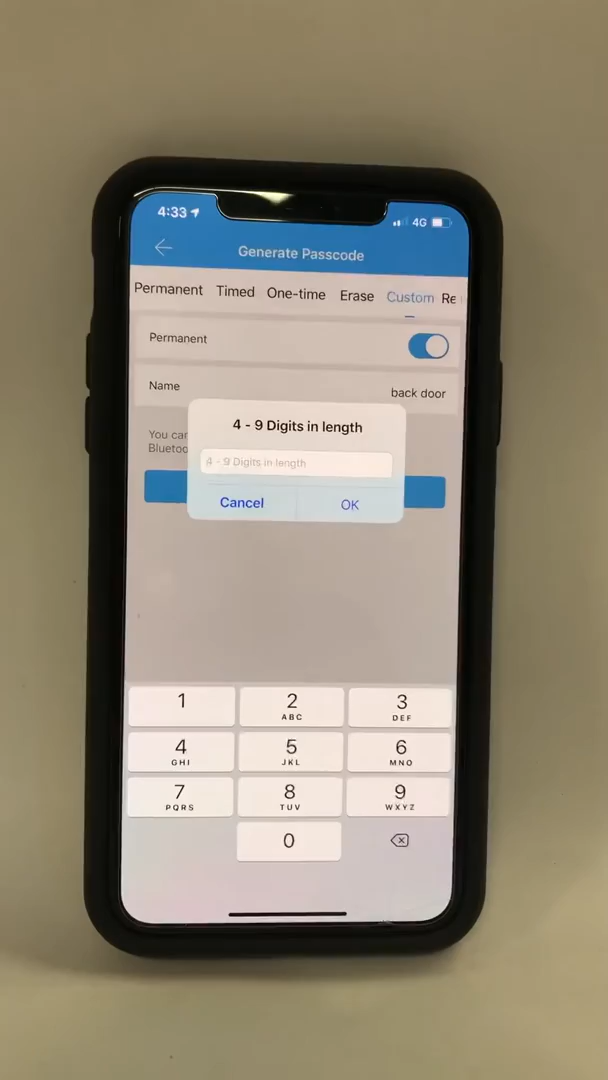 4:33
4G
Generate Passcode
Permanent Timed One-time Erase Custom Re
Permanent
Name back door
You can
Bluetoo
4 - 9 Digits in length
4 - 9 Digits in length
Cancel OK
1 2 3
ABC DEF
4 5 6
GHI JKL MNO
7 8 9
PQRS TUV WXYZ
0